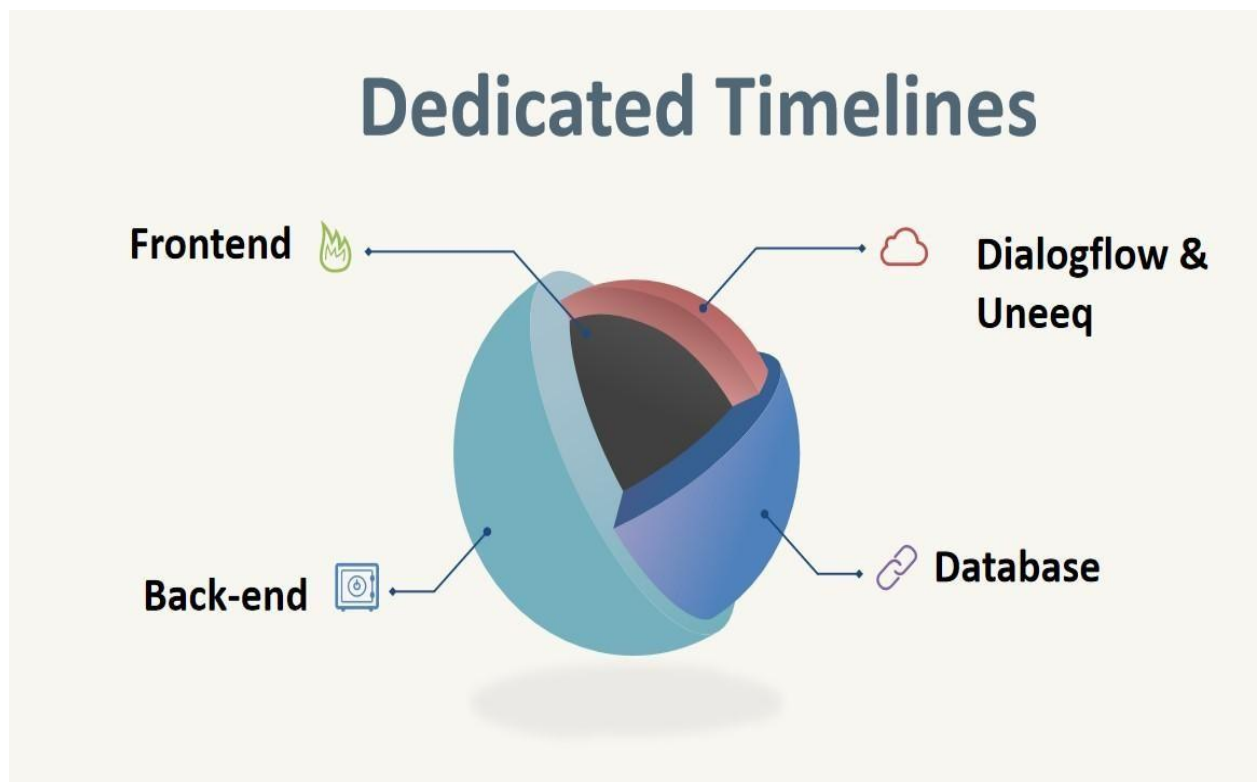 Dedicated Timelines
Frontend
Dialogflow &
Uneeq
Back-end
Database